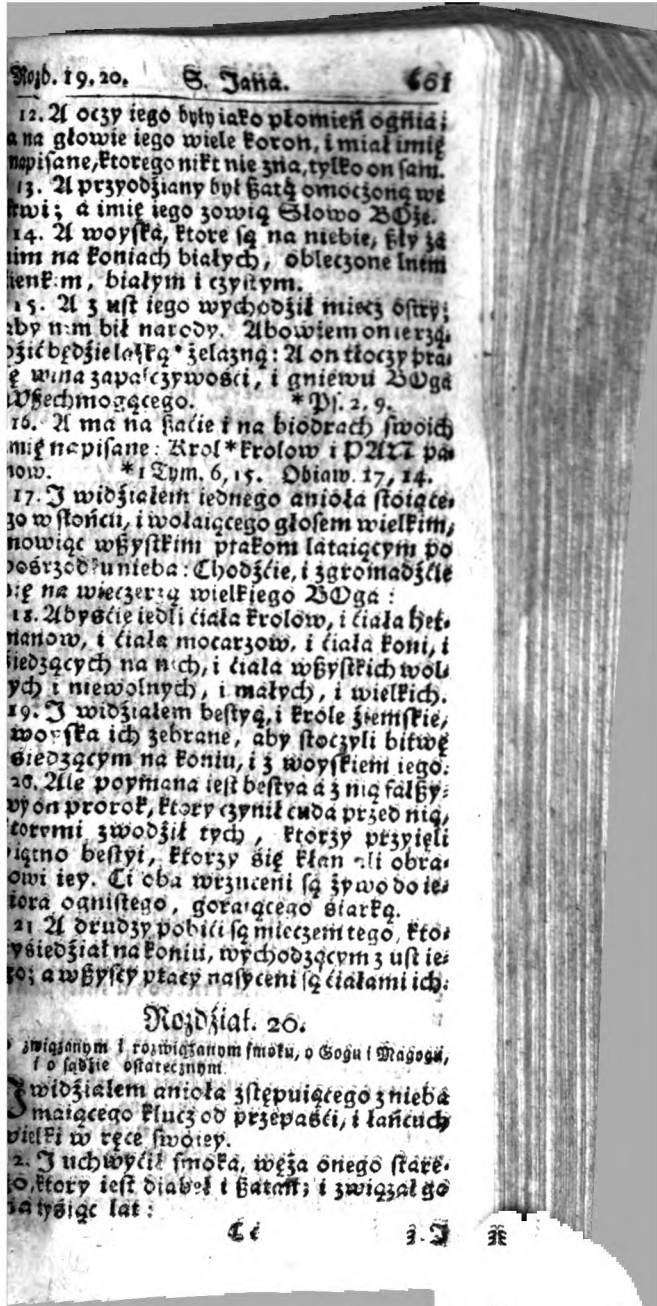 Rozd. 19. 20. S. Jana. 661
12. A oczy iego były iako płomień ognia;
a na głowie iego wiele koron, i miał imię
napisane, ktorego nikt nie zna, tylko on sam.
13. A przyodziany był szatą omoczoną we
krwi; a imię iego zowią Słowo BOże.
14. A woyska, ktore są na niebie, szły za
nim na koniach białych, obleczone lnem
cienkim, białym i czystym.
15. A z ust iego wychodził miecz ostry;
aby nim bił narody. Abowiem on ie rzą-
dzić będzie laską * żelazną: A on tłoczy pra-
sę wina zapalczywości, i gniewu BOga
Wszechmogącego. * Ps. 2, 9.
16. A ma na szacie i na biodrach swoich
imię napisane: Krol * krolow i PAN pa-
now. * 1 Tym. 6, 15. Obiaw. 17, 14.
17. I widziałem iednego anioła stoiące-
go w słońcu, i wołaiącego głosem wielkim,
mowiąc wszystkim ptakom lataiącym po
pośrzodku nieba: Chodźcie, i zgromadźcie
się na wieczerzą wielkiego BOga:
18. Abyście iedli ciała krolow, i ciała het-
manow, i ciała mocarzow, i ciała koni, i
siedzących na nich, i ciała wszystkich wol-
nych i niewolnych, i małych, i wielkich.
19. I widziałem bestyą, i krole ziemskie,
woyska ich zebrane, aby stoczyli bitwę
siedzącym na koniu, i z woyskiem iego.
20. Ale poymana iest bestya a z nią falszy-
wy on prorok, ktory czynił cuda przed nią,
ktorymi zwodził tych, ktorzy przyięli
piątno bestyi, ktorzy się kłaniali obra-
zowi iey. Ci oba wrzuceni są żywo do ie-
ziora ognistego, goraiącego siarką.
21 A drudzy pobici są mieczem tego, kto-
ry siedział na koniu, wychodzącym z ust ie-
go; a wszyscy ptacy nasyceni są ciałami ich.
Rozdział. 20.
O związanym i rozwiązanym smoku, o Gogu i Magogu,
i o sądzie ostatecznym.
I widziałem anioła zstępuiącego z nieba
maiącego klucz od przepaści, i łańcuch
wielki w ręce swoiey.
2. I uchwycił smoka, węża onego stare-
go, ktory iest diabeł i szatan; i związał go
na tysiąc lat:
3. I